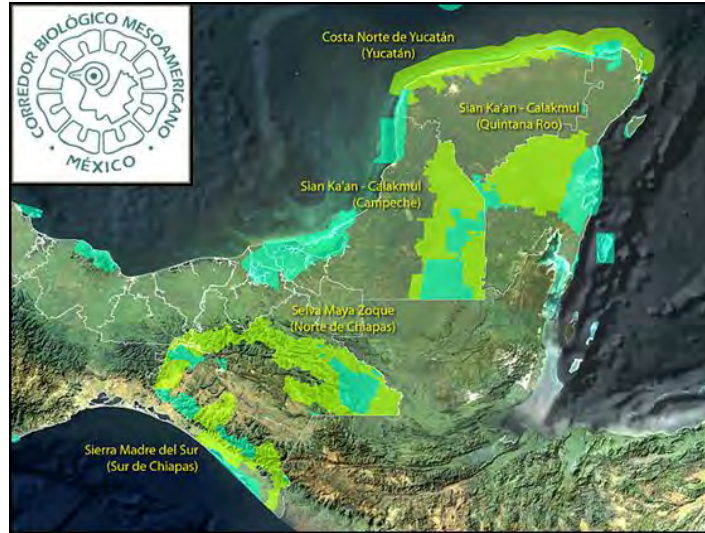 CORREDOR BIOLÓGICO MESOAMERICANO
• MÉXICO •
Costa Norte de Yucatán
(Yucatán)
Sian Ka'an - Calakmul
(Quintana Roo)
Sian Ka'an - Calakmul
(Campeche)
Selva Maya Zoque
(Norte de Chiapas)
Sierra Madre del Sur
(Sur de Chiapas)